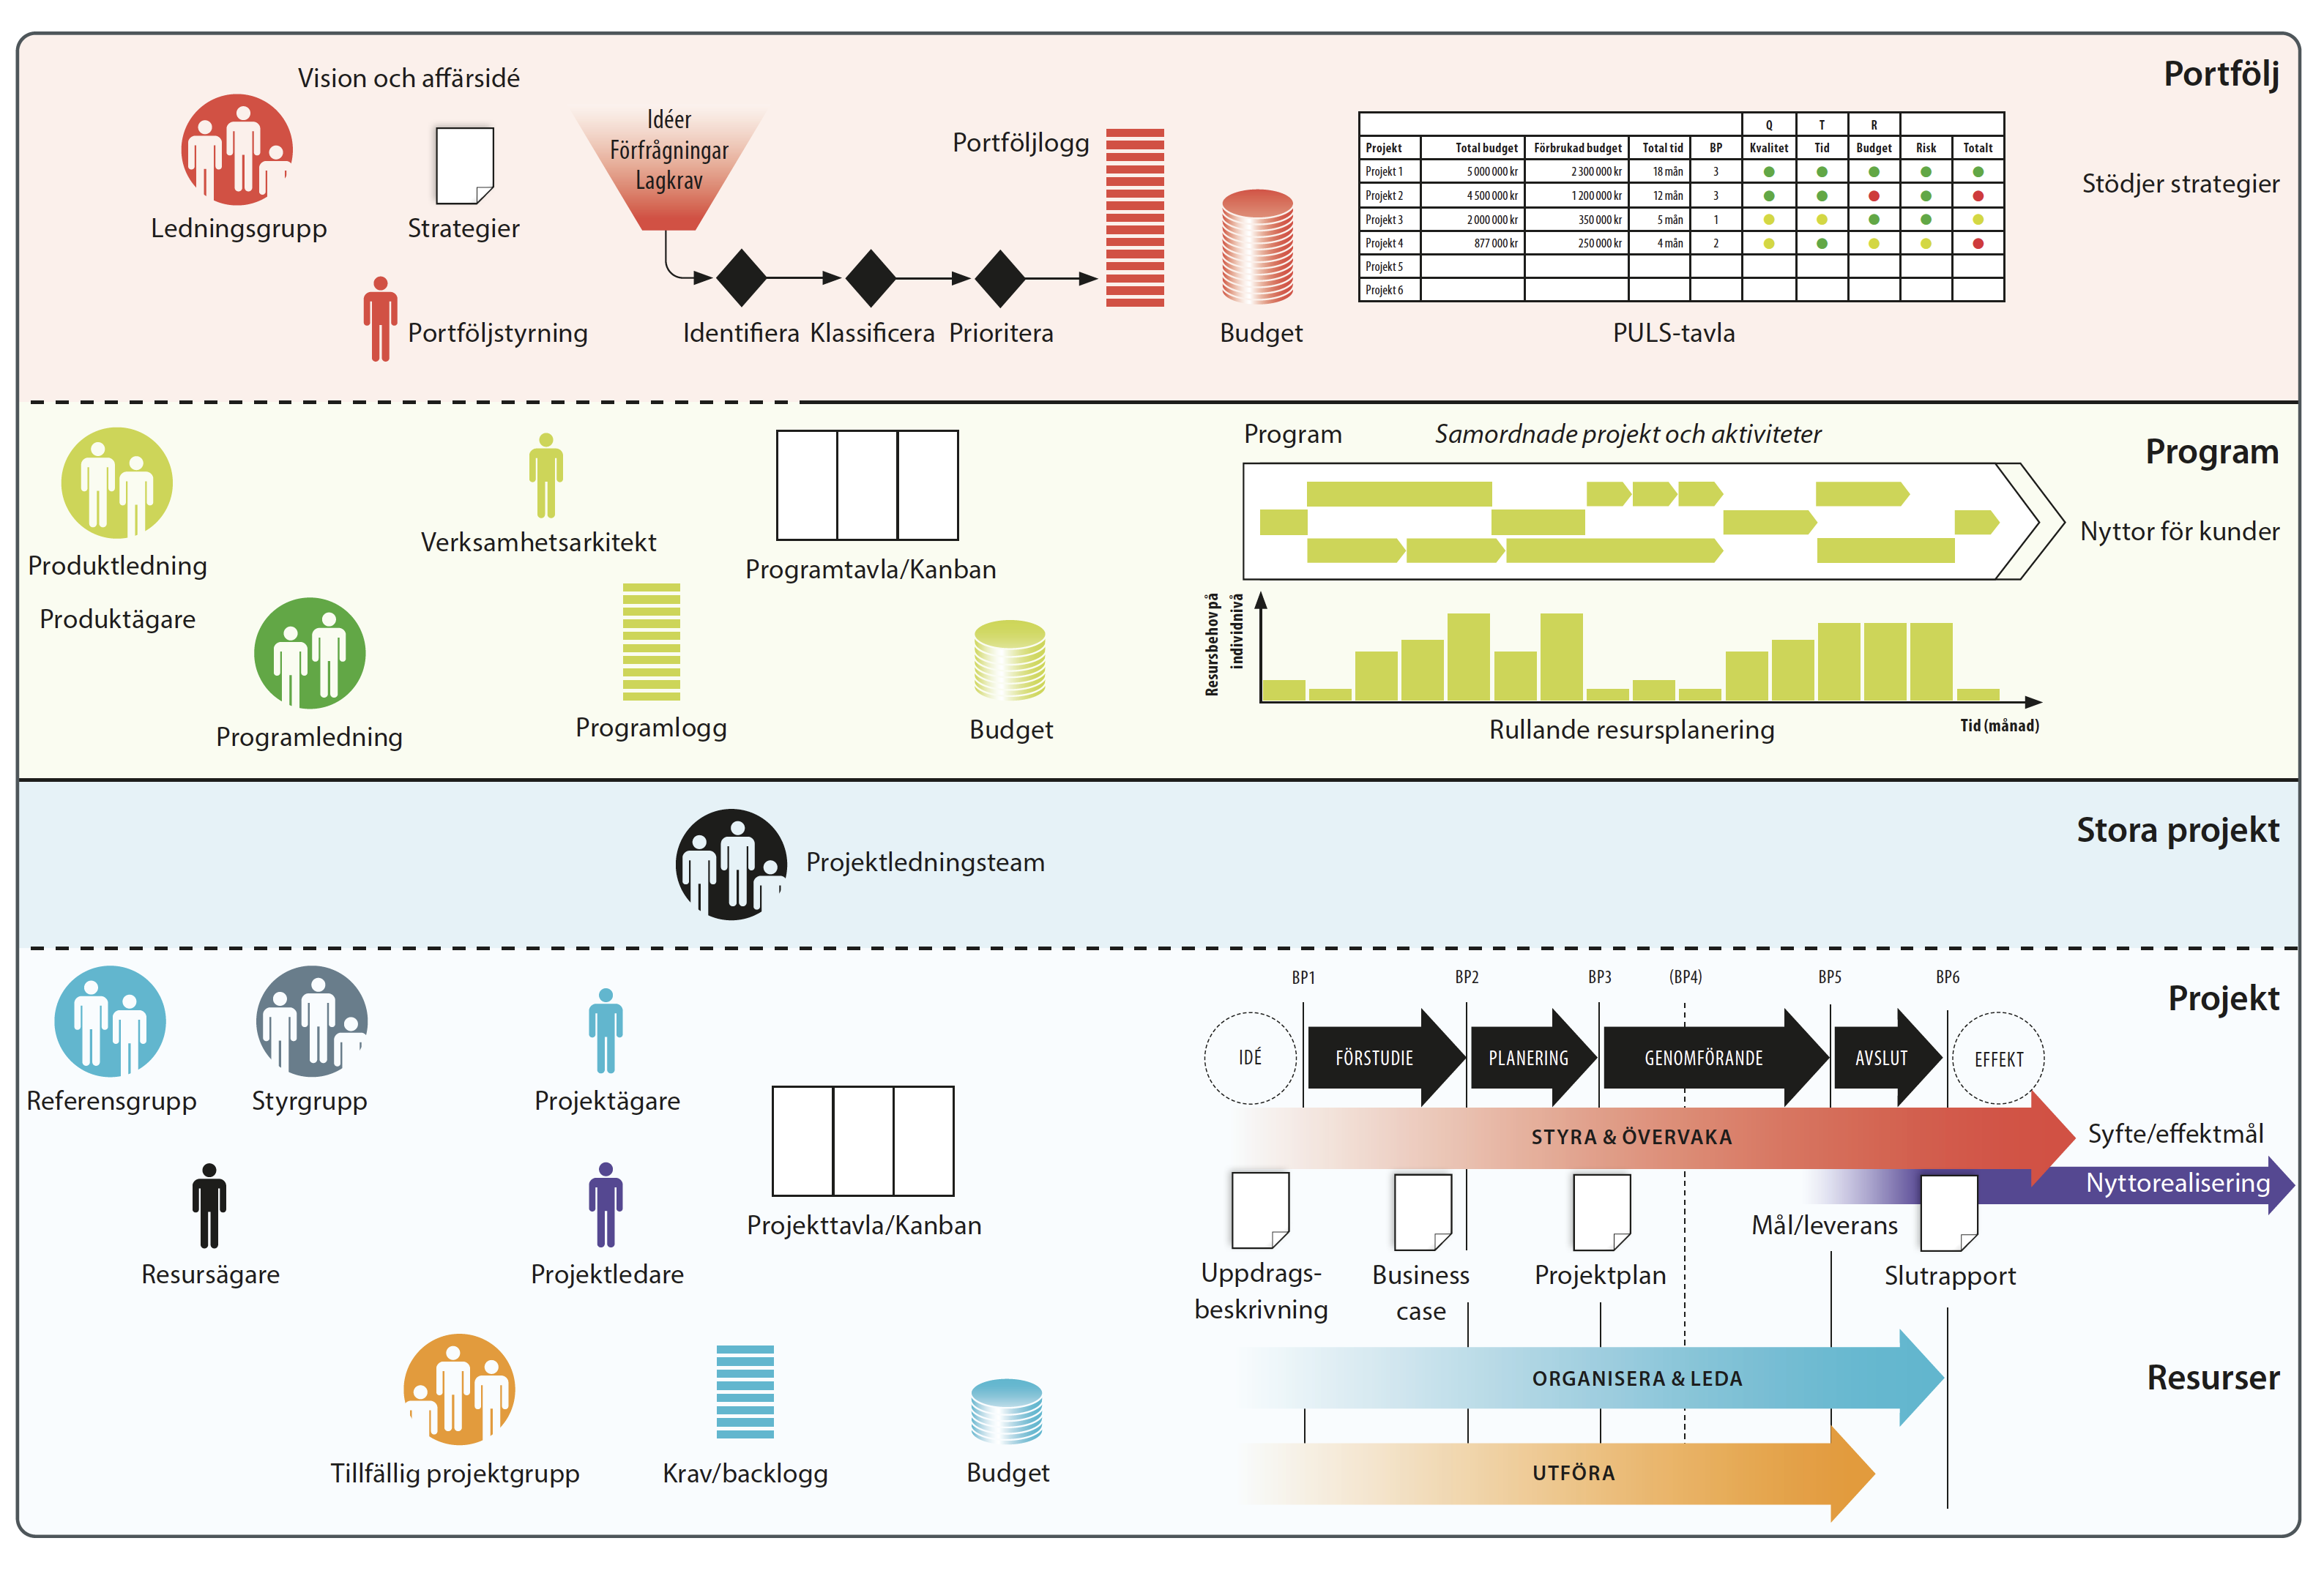 Portfölj
Vision och affärsidé
Ledningsgrupp
Strategier
Portföljstyrning
Idéer
Förfrågningar
Lagkrav
Identifiera Klassificera Prioritera
Portföljlogg
Budget
Q T R
Projekt Total budget Förbrukad budget Total tid BP Kvalitet Tid Budget Risk Totalt
Projekt 1 5 000 000 kr 2 300 000 kr 18 mån 3
Projekt 2 4 500 000 kr 1 200 000 kr 12 mån 3
Projekt 3 2 000 000 kr 350 000 kr 5 mån 1
Projekt 4 877 000 kr 250 000 kr 4 mån 2
Projekt 5
Projekt 6
PULS-tavla
Stödjer strategier
Program
Produktledning
Produktägare
Programledning
Verksamhetsarkitekt
Programlogg
Programtavla/Kanban
Budget
Program Samordnade projekt och aktiviteter
Nyttor för kunder
Resursbehov på
individnivå
Rullande resursplanering
Tid (månad)
Stora projekt
Projektledningsteam
Projekt
Referensgrupp
Styrgrupp
Projektägare
Resursägare
Projektledare
Projekttavla/Kanban
Tillfällig projektgrupp
Krav/backlogg
Budget
BP1 BP2 BP3 (BP4) BP5 BP6
IDÉ FÖRSTUDIE PLANERING GENOMFÖRANDE AVSLUT EFFEKT
STYRA & ÖVERVAKA
Syfte/effektmål
Nyttorealisering
Mål/leverans
Uppdrags-
beskrivning
Business
case
Projektplan
Slutrapport
Resurser
ORGANISERA & LEDA
UTFÖRA